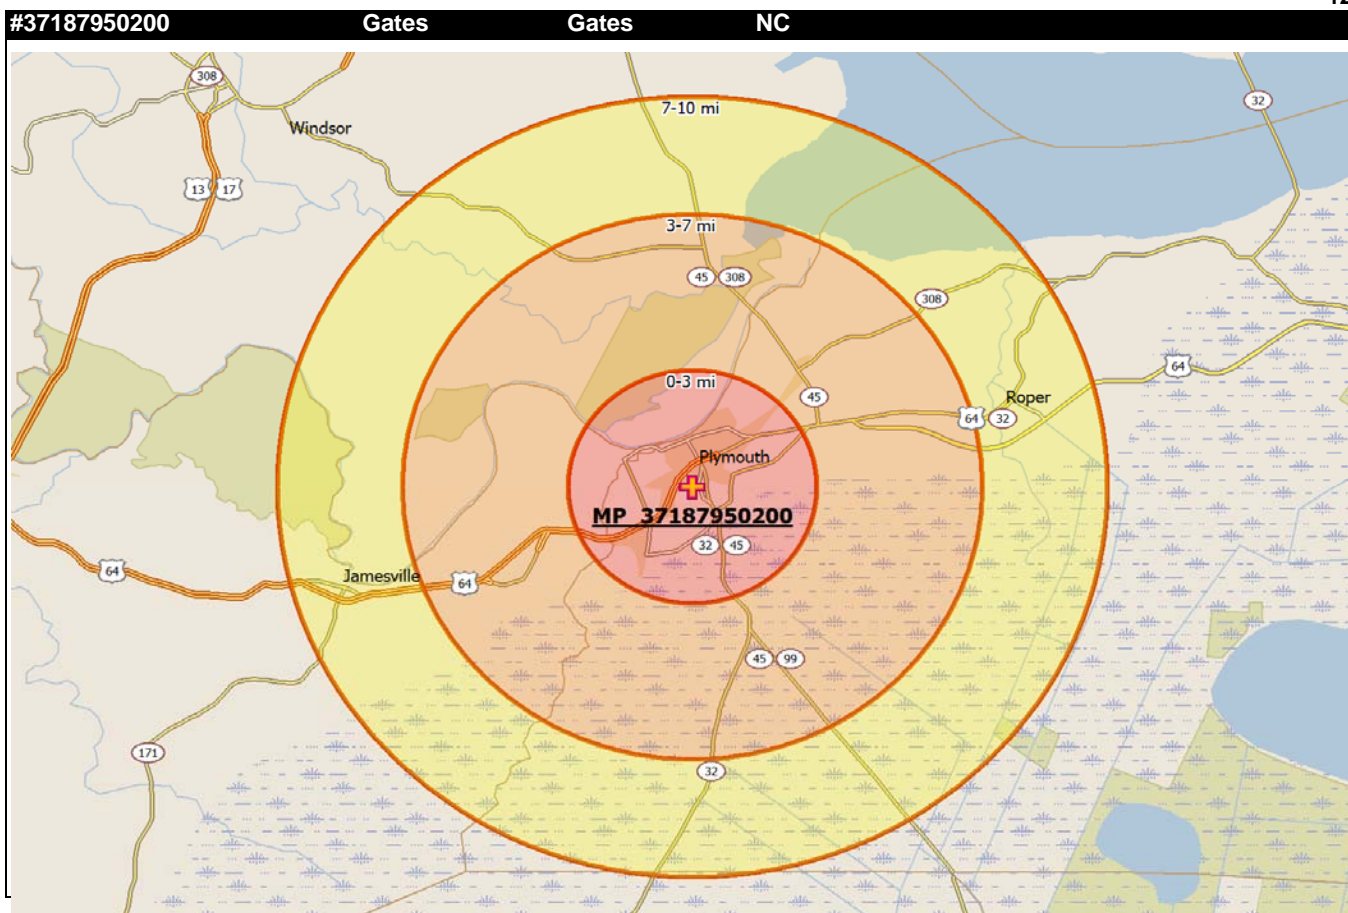 #37187950200 Gates Gates NC
308
7-10 mi
32
Windsor
13 17
3-7 mi
45 308
308
64
0-3 mi
45
Roper
64 32
Plymouth
MP 37187950200
32 45
64
Jamesville
64
45 99
171
32